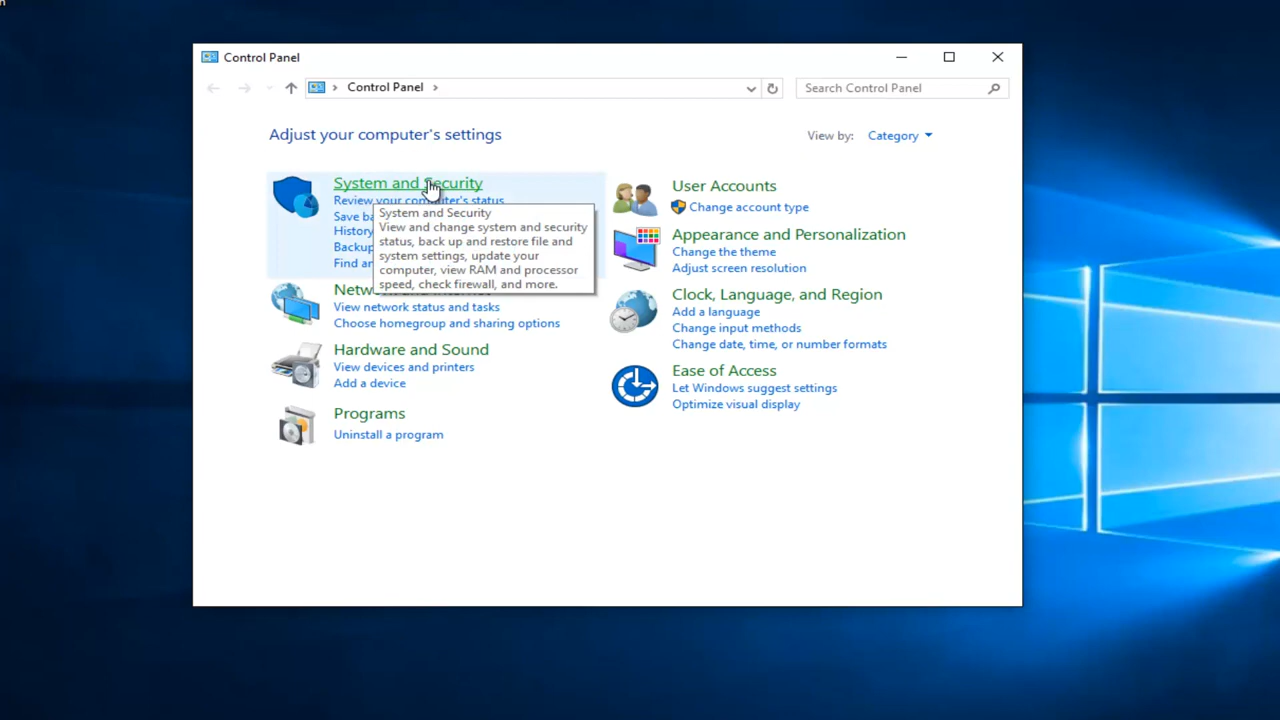 n
Control Panel
Control Panel
Search Control Panel
Adjust your computer's settings
View by: Category
System and Security
Review your computer's status
Save ba
History
Backup
Find an
System and Security
View and change system and security
status, back up and restore file and
system settings, update your
computer, view RAM and processor
speed, check firewall, and more.
Network and Internet
View network status and tasks
Choose homegroup and sharing options
Hardware and Sound
View devices and printers
Add a device
Programs
Uninstall a program
User Accounts
Change account type
Appearance and Personalization
Change the theme
Adjust screen resolution
Clock, Language, and Region
Add a language
Change input methods
Change date, time, or number formats
Ease of Access
Let Windows suggest settings
Optimize visual display